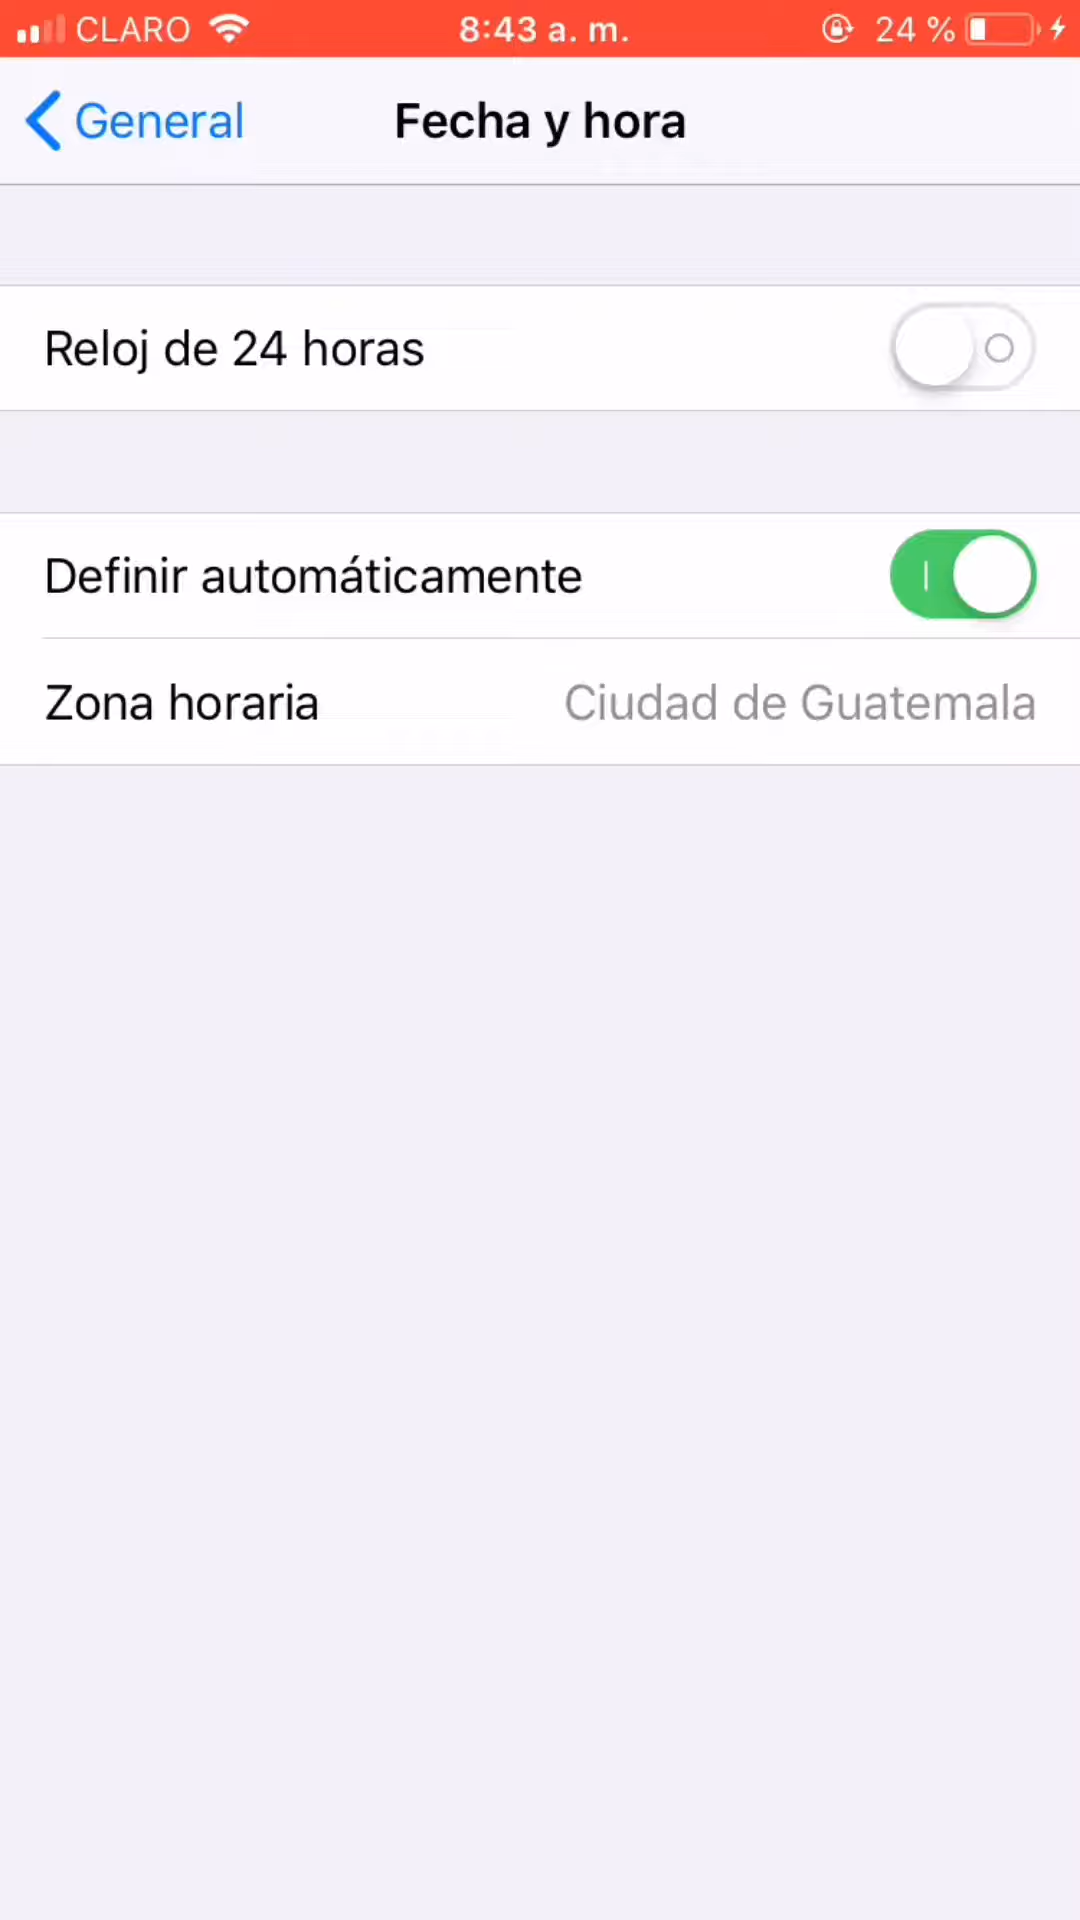 CLARO 8:43 a. m. 24 %
General Fecha y hora
Reloj de 24 horas
Definir automáticamente
Zona horaria Ciudad de Guatemala